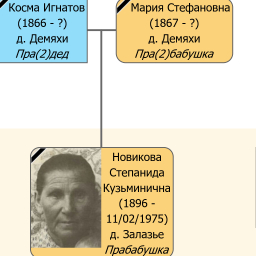 Косма Игнатов
(1866 - ?)
д. Демяхи
Пра(2)дед
Мария Стефановна
(1867 - ?)
д. Демяхи
Пра(2)бабушка
Новикова
Степанида
Кузьминична
(1896 -
11/02/1975)
д. Залазье
Прабабушка